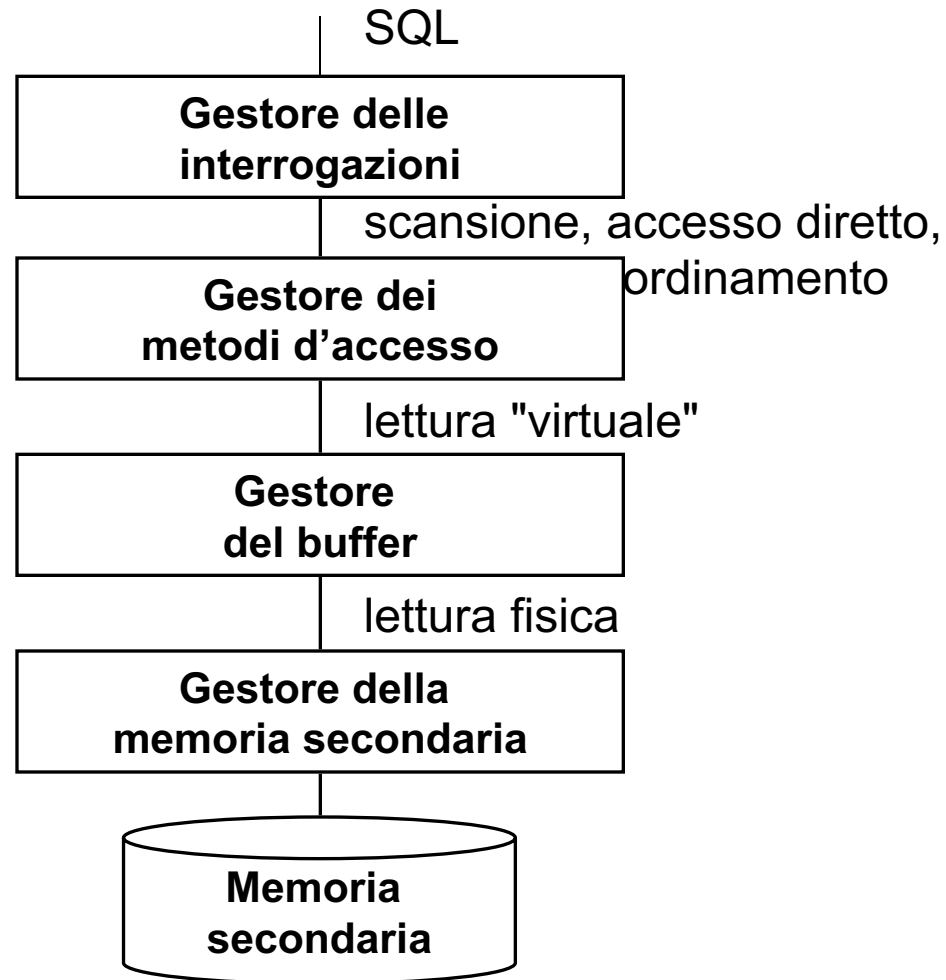 SQL
Gestore delle
interrogazioni
scansione, accesso diretto,
ordinamento
Gestore dei
metodi d’accesso
lettura "virtuale"
Gestore
del buffer
lettura fisica
Gestore della
memoria secondaria
Memoria
secondaria